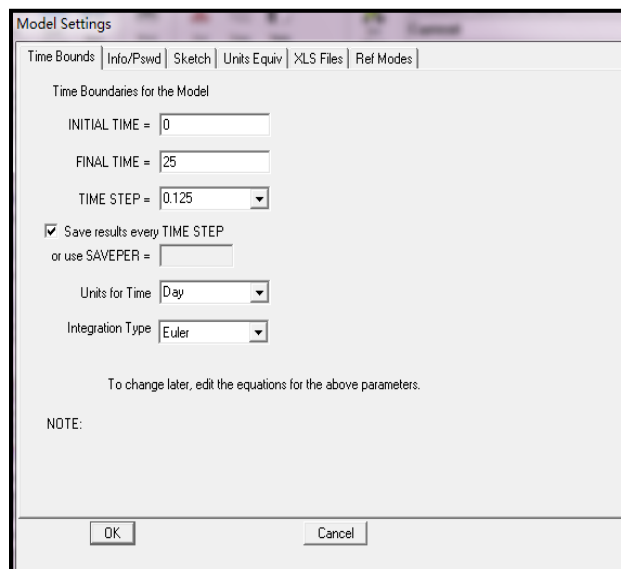 Model Settings
Time Bounds Info/Pswd Sketch Units Equiv XLS Files Ref Modes
Time Boundaries for the Model
INITIAL TIME = 0
FINAL TIME = 25
TIME STEP = 0.125
Save results every TIME STEP
or use SAVEPER =
Units for Time Day
Integration Type Euler
To change later, edit the equations for the above parameters.
NOTE:
OK Cancel